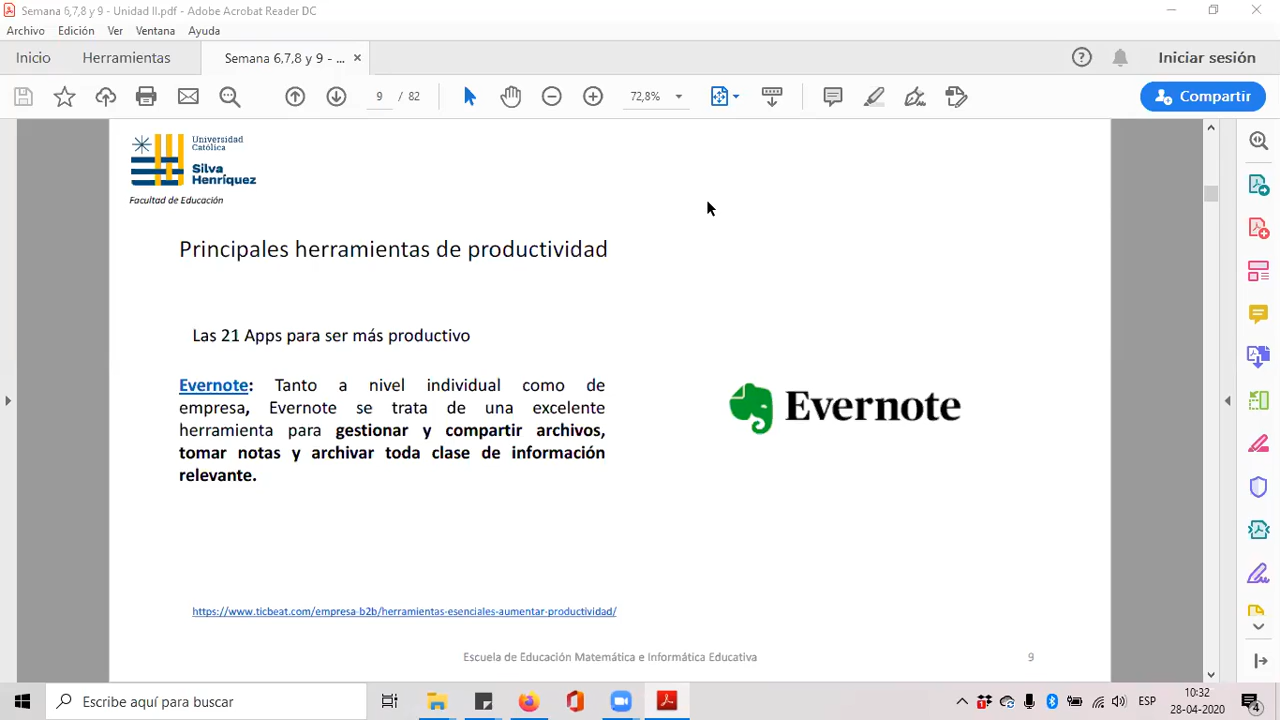 Semana 6,7,8 y 9 - Unidad II.pdf - Adobe Acrobat Reader DC
Archivo Edición Ver Ventana Ayuda
Inicio Herramientas Semana 6,7,8 y 9 - ... × Iniciar sesión
9 / 82 72,8% Compartir
Universidad
Católica
Silva
Henríquez
Facultad de Educación
Principales herramientas de productividad
Las 21 Apps para ser más productivo
Evernote: Tanto a nivel individual como de
empresa, Evernote se trata de una excelente
herramienta para gestionar y compartir archivos,
tomar notas y archivar toda clase de información
relevante.
Evernote
https://www.ticbeat.com/empresa-b2b/herramientas-esenciales-aumentar-productividad/
Escuela de Educación Matemática e Informática Educativa 9
Escribe aquí para buscar
ESP
10:32
28-04-2020
4